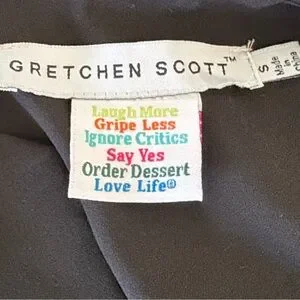 GRETCHEN SCOTT™
S
Made
in
China
Laugh More
Gripe Less
Ignore Critics
Say Yes
Order Dessert
Love Life®